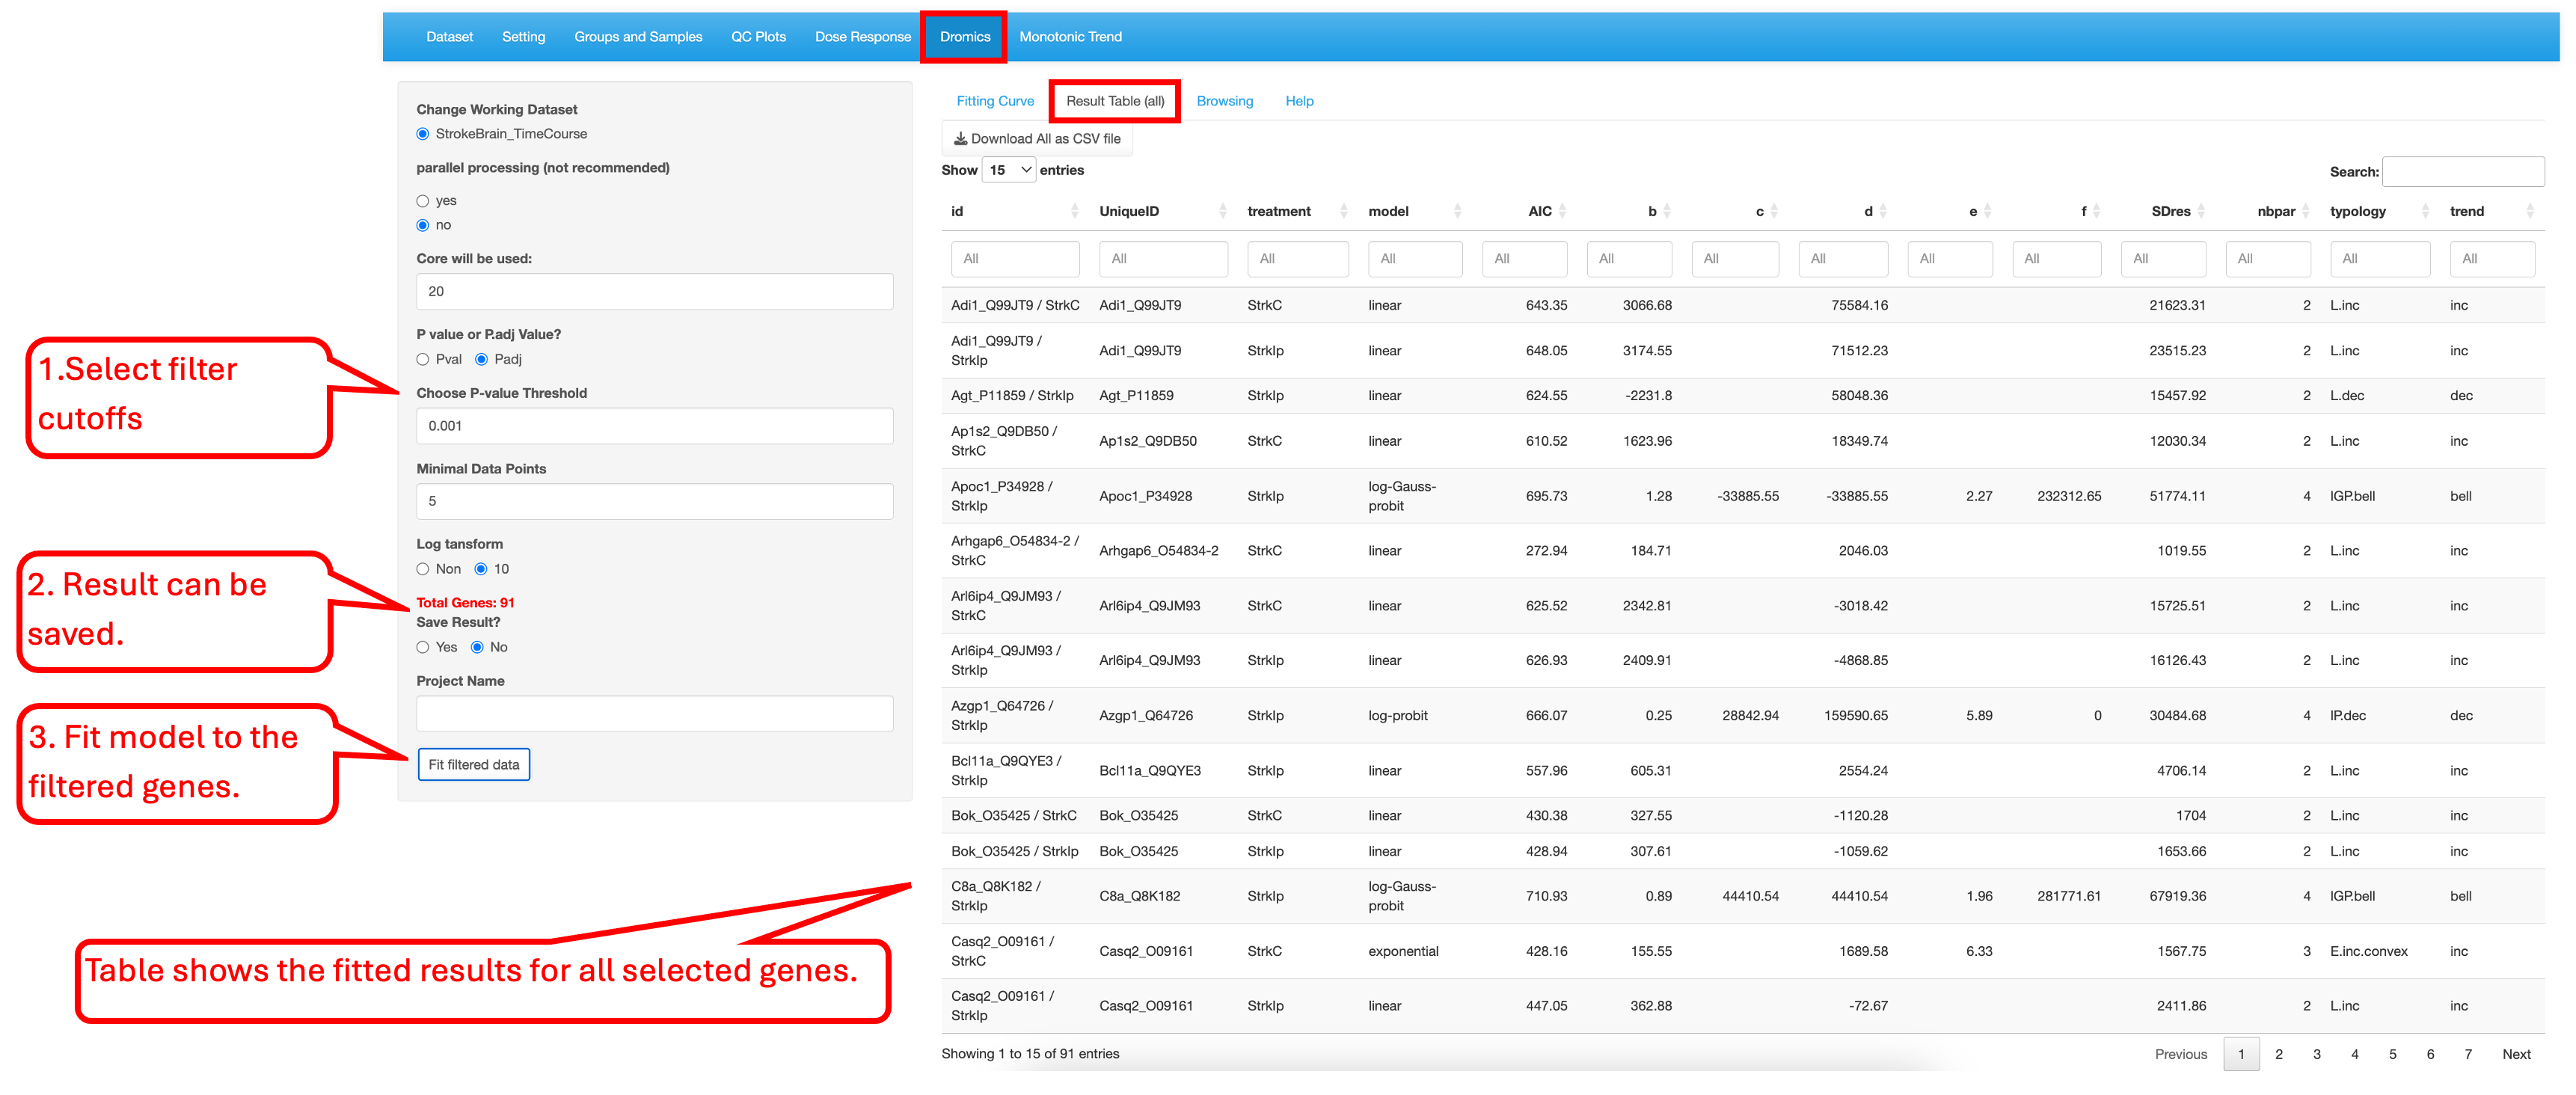 Dataset Setting Groups and Samples QC Plots Dose Response Dromics Monotonic Trend
Change Working Dataset
StrokeBrain_TimeCourse
parallel processing (not recommended)
yes
no
Core will be used:
20
P value or P.adj Value?
Pval Padj
Choose P-value Threshold
0.001
Minimal Data Points
5
Log tansform
Non 10
Total Genes: 91
Save Result?
Yes No
Project Name
Fit filtered data
1.Select filter
cutoffs
2. Result can be
saved.
3. Fit model to the
filtered genes.
Table shows the fitted results for all selected genes.
Fitting Curve Result Table (all) Browsing Help
Download All as CSV file
Show 15 entries Search:
id UniqueID treatment model AIC b c d e f SDres nbpar typology trend
All All All All All All All All All All All All All All
Adi1_Q99JT9 / StrkC Adi1_Q99JT9 StrkC linear 643.35 3066.68 75584.16 21623.31 2 L.inc inc
Adi1_Q99JT9 /
StrkIp Adi1_Q99JT9 StrkIp linear 648.05 3174.55 71512.23 23515.23 2 L.inc inc
Agt_P11859 / StrkIp Agt_P11859 StrkIp linear 624.55 -2231.8 58048.36 15457.92 2 L.dec dec
Ap1s2_Q9DB50 /
StrkC Ap1s2_Q9DB50 StrkC linear 610.52 1623.96 18349.74 12030.34 2 L.inc inc
Apoc1_P34928 /
StrkIp Apoc1_P34928 StrkIp log-Gauss-
probit 695.73 1.28 -33885.55 -33885.55 2.27 232312.65 51774.11 4 lGP.bell bell
Arhgap6_O54834-2 /
StrkC Arhgap6_O54834-2 StrkC linear 272.94 184.71 2046.03 1019.55 2 L.inc inc
Arl6ip4_Q9JM93 /
StrkC Arl6ip4_Q9JM93 StrkC linear 625.52 2342.81 -3018.42 15725.51 2 L.inc inc
Arl6ip4_Q9JM93 /
StrkIp Arl6ip4_Q9JM93 StrkIp linear 626.93 2409.91 -4868.85 16126.43 2 L.inc inc
Azgp1_Q64726 /
StrkIp Azgp1_Q64726 StrkIp log-probit 666.07 0.25 28842.94 159590.65 5.89 0 30484.68 4 lP.dec dec
Bcl11a_Q9QYE3 /
StrkIp Bcl11a_Q9QYE3 StrkIp linear 557.96 605.31 2554.24 4706.14 2 L.inc inc
Bok_O35425 / StrkC Bok_O35425 StrkC linear 430.38 327.55 -1120.28 1704 2 L.inc inc
Bok_O35425 / StrkIp Bok_O35425 StrkIp linear 428.94 307.61 -1059.62 1653.66 2 L.inc inc
C8a_Q8K182 /
StrkIp C8a_Q8K182 StrkIp log-Gauss-
probit 710.93 0.89 44410.54 44410.54 1.96 281771.61 67919.36 4 lGP.bell bell
Casq2_O09161 /
StrkC Casq2_O09161 StrkC exponential 428.16 155.55 1689.58 6.33 1567.75 3 E.inc.convex inc
Casq2_O09161 /
StrkIp Casq2_O09161 StrkIp linear 447.05 362.88 -72.67 2411.86 2 L.inc inc
Showing 1 to 15 of 91 entries Previous 1 2 3 4 5 6 7 Next